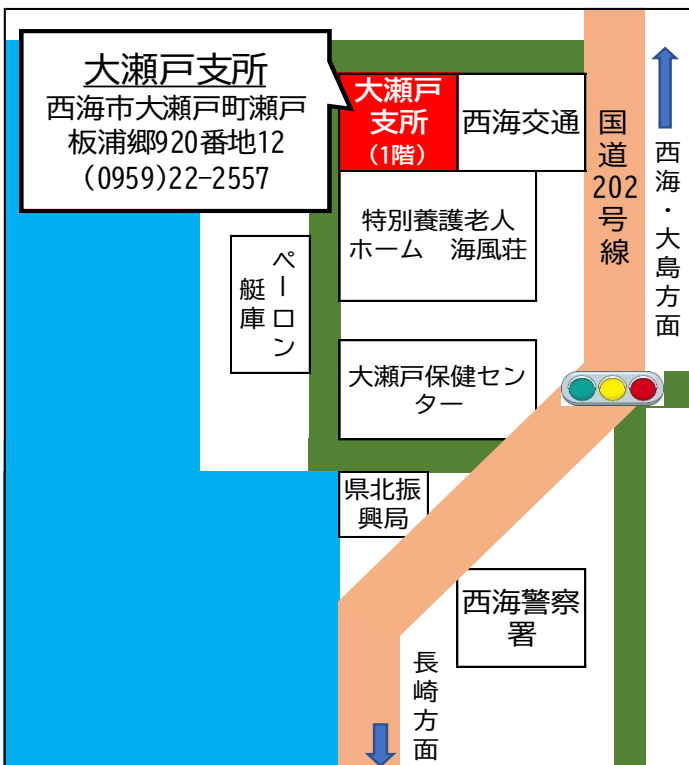 大瀬戸支所
西海市大瀬戸町瀬戸
板浦郷920番地12
(0959)22-2557
大瀬戸
支所
(1階)
西海交通
国道202号線
西海・大島方面
特別養護老人
ホーム　海風荘
ペーロン
艇庫
大瀬戸保健セン
ター
県北振
興局
西海警察
署
長崎方面